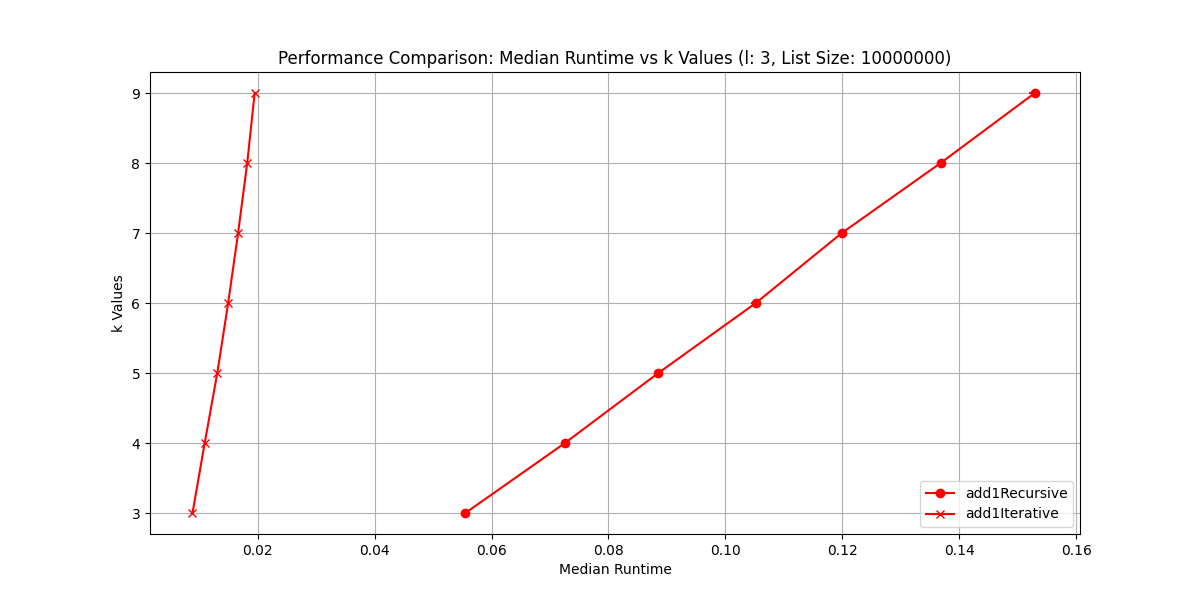 Performance Comparison: Median Runtime vs k Values (l: 3, List Size: 10000000)
k Values
9
8
7
6
5
4
3
0.02 0.04 0.06 0.08 0.10 0.12 0.14 0.16
Median Runtime
add1Recursive
add1Iterative